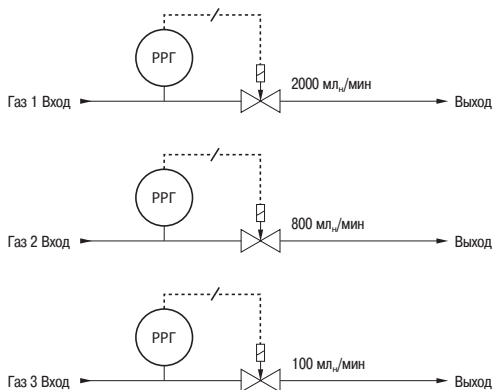 РРГ
2000 млн/мин
Газ 1 Вход Выход
РРГ
800 млн/мин
Газ 2 Вход Выход
РРГ
100 млн/мин
Газ 3 Вход Выход